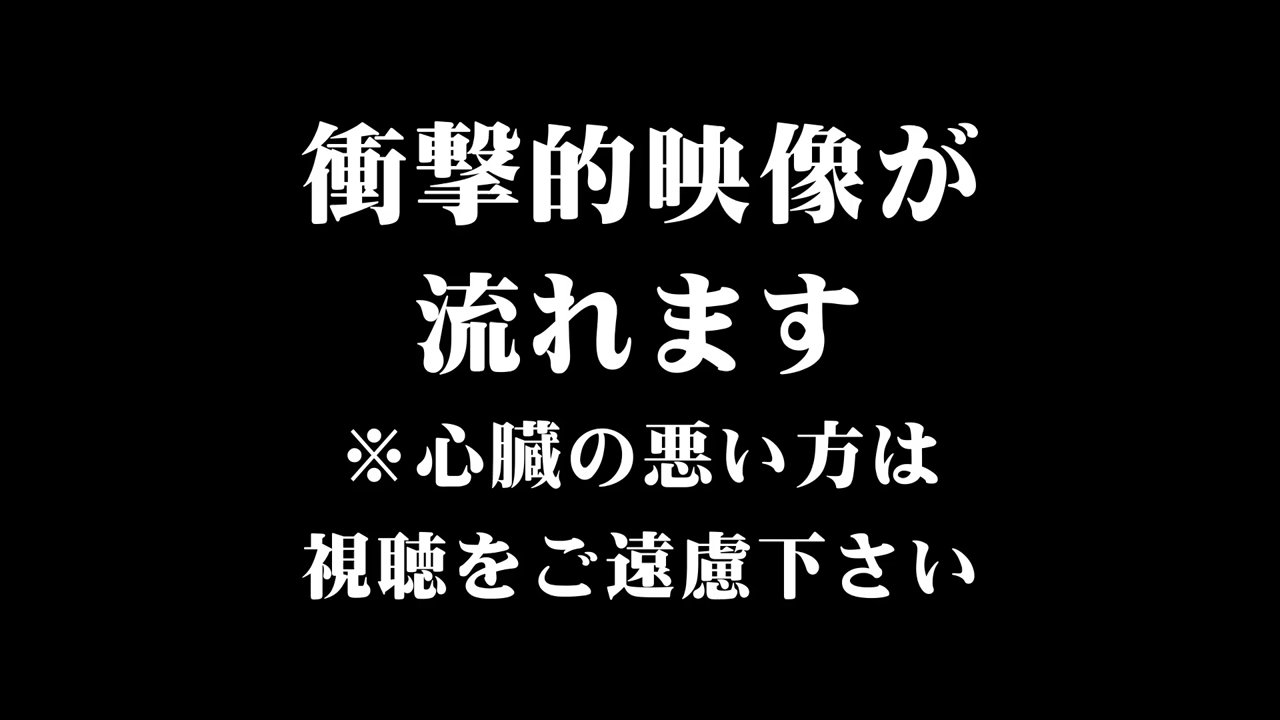 衝撃的映像が
流れます
※心臓の悪い方は
視聴をご遠慮下さい